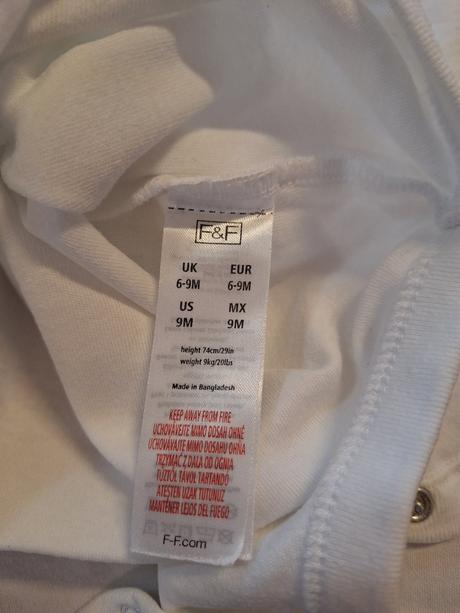 F&F
UK EUR
6-9M 6-9M
US MX
9M 9M
height 74cm/29in
weight 9kg/20lbs
Made in Bangladesh
KEEP AWAY FROM FIRE
UCHOVÁVEJTE MIMO DOSAH OHNĚ
UCHOVÁVAJTE MIMO DOSAHU OHŇA
TRZYMAĆ Z DALA OD OGNIA
TŰZTŐL TÁVOL TARTANDÓ
ATEŞTEN UZAK TUTUNUZ
MANTENER LEJOS DEL FUEGO
F-F.com